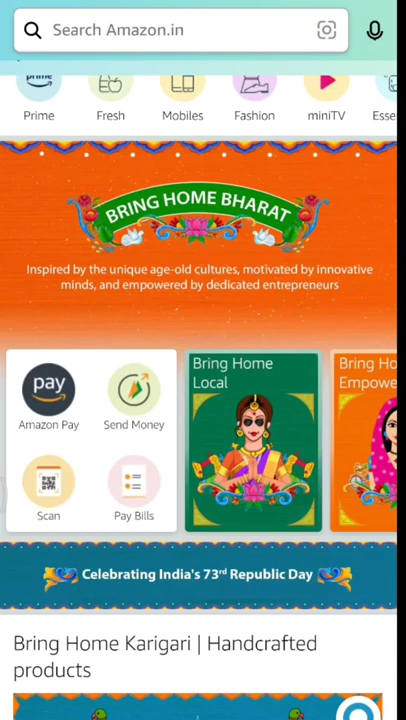 Search Amazon.in
prime
Prime
Fresh
Mobiles
Fashion
miniTV
Esse
BRING HOME BHARAT
Inspired by the unique age-old cultures, motivated by innovative
minds, and empowered by dedicated entrepreneurs
pay
Amazon Pay
Send Money
Scan
Pay Bills
Bring Home
Local
Bring Ho
Empowe
Celebrating India's 73rd Republic Day
Bring Home Karigari | Handcrafted
products